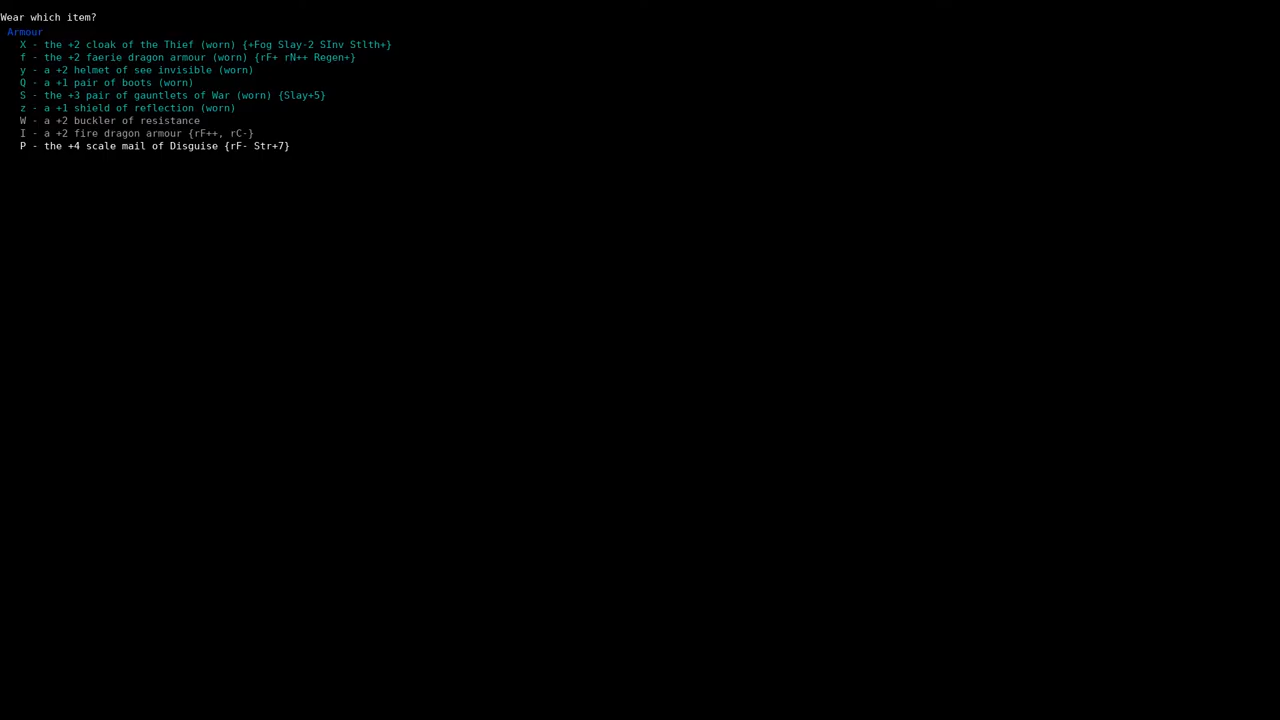 Wear which item?
Armour
X - the +2 cloak of the Thief (worn) {+Fog Slay-2 SInv Stlth+}
f - the +2 faerie dragon armour (worn) {rF+ rN++ Regen+}
y - a +2 helmet of see invisible (worn)
Q - a +1 pair of boots (worn)
S - the +3 pair of gauntlets of War (worn) {Slay+5}
z - a +1 shield of reflection (worn)
W - a +2 buckler of resistance
I - a +2 fire dragon armour {rF++, rC-}
P - the +4 scale mail of Disguise {rF- Str+7}